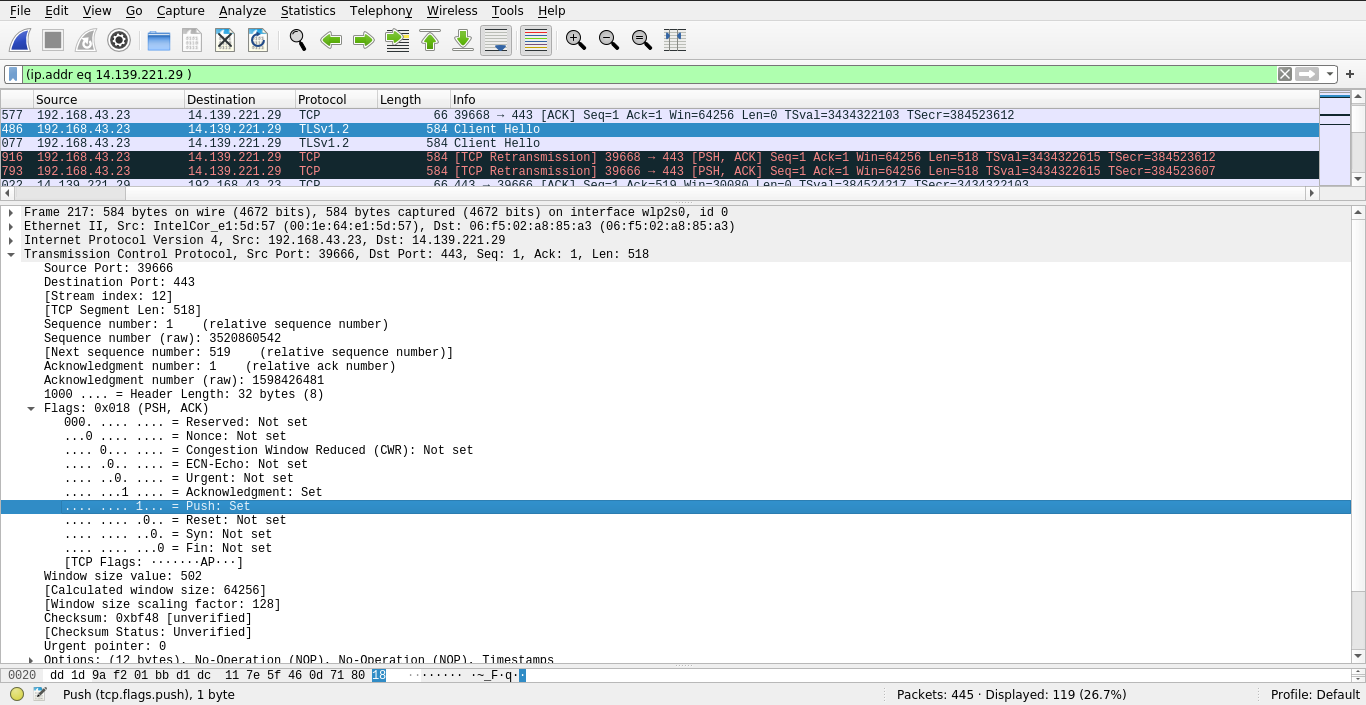 File Edit View Go Capture Analyze Statistics Telephony Wireless Tools Help
(ip.addr eq 14.139.221.29 )
Source Destination Protocol Length Info
577 192.168.43.23 14.139.221.29 TCP 66 39668 → 443 [ACK] Seq=1 Ack=1 Win=64256 Len=0 TSval=3434322103 TSecr=384523612
486 192.168.43.23 14.139.221.29 TLSv1.2 584 Client Hello
077 192.168.43.23 14.139.221.29 TLSv1.2 584 Client Hello
916 192.168.43.23 14.139.221.29 TCP 584 [TCP Retransmission] 39668 → 443 [PSH, ACK] Seq=1 Ack=1 Win=64256 Len=518 TSval=3434322615 TSecr=384523612
793 192.168.43.23 14.139.221.29 TCP 584 [TCP Retransmission] 39666 → 443 [PSH, ACK] Seq=1 Ack=1 Win=64256 Len=518 TSval=3434322615 TSecr=384523607
022 14.139.221.29 192.168.43.23 TCP 66 443 → 39666 [ACK] Seq=1 Ack=519 Win=30080 Len=0 TSval=384524217 TSecr=3434322103
Frame 217: 584 bytes on wire (4672 bits), 584 bytes captured (4672 bits) on interface wlp2s0, id 0
Ethernet II, Src: IntelCor_e1:5d:57 (00:1e:64:e1:5d:57), Dst: 06:f5:02:a8:85:a3 (06:f5:02:a8:85:a3)
Internet Protocol Version 4, Src: 192.168.43.23, Dst: 14.139.221.29
Transmission Control Protocol, Src Port: 39666, Dst Port: 443, Seq: 1, Ack: 1, Len: 518
Source Port: 39666
Destination Port: 443
[Stream index: 12]
[TCP Segment Len: 518]
Sequence number: 1 (relative sequence number)
Sequence number (raw): 3520860542
[Next sequence number: 519 (relative sequence number)]
Acknowledgment number: 1 (relative ack number)
Acknowledgment number (raw): 1598426481
1000 .... = Header Length: 32 bytes (8)
Flags: 0x018 (PSH, ACK)
000. .... .... = Reserved: Not set
...0 .... .... = Nonce: Not set
.... 0... .... = Congestion Window Reduced (CWR): Not set
.... .0.. .... = ECN-Echo: Not set
.... ..0. .... = Urgent: Not set
.... ...1 .... = Acknowledgment: Set
.... .... 1... = Push: Set
.... .... .0.. = Reset: Not set
.... .... ..0. = Syn: Not set
.... .... ...0 = Fin: Not set
[TCP Flags: ·······AP···]
Window size value: 502
[Calculated window size: 64256]
[Window size scaling factor: 128]
Checksum: 0xbf48 [unverified]
[Checksum Status: Unverified]
Urgent pointer: 0
Options: (12 bytes), No-Operation (NOP), No-Operation (NOP), Timestamps
0020 dd 1d 9a f2 01 bb d1 dc 11 7e 5f 46 0d 71 80 18 ········ ·~_F·q··
Push (tcp.flags.push), 1 byte Packets: 445 · Displayed: 119 (26.7%) Profile: Default